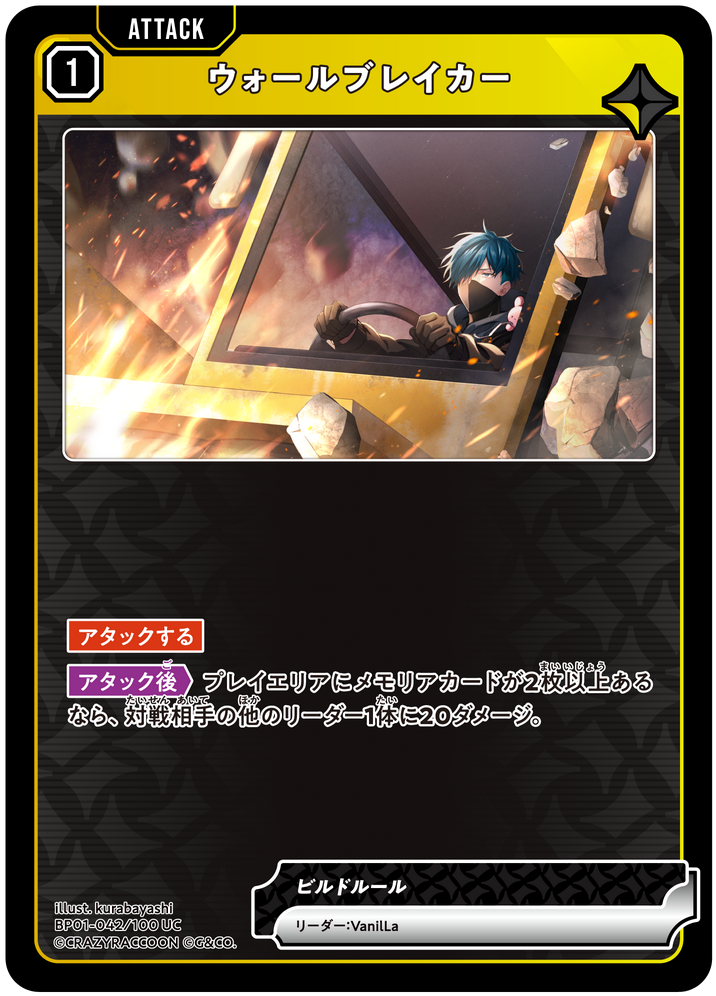 ATTACK
1
ウォールブレイカー
アタックする
アタック後 プレイエリアにメモリアカードが2枚以上ある
なら、対戦相手の他のリーダー1体に20ダメージ。
ビルドルール
リーダー:VanilLa
illust. kurabayashi
BP01-042/100 UC
©CRAZYRACCOON ©G&CO.